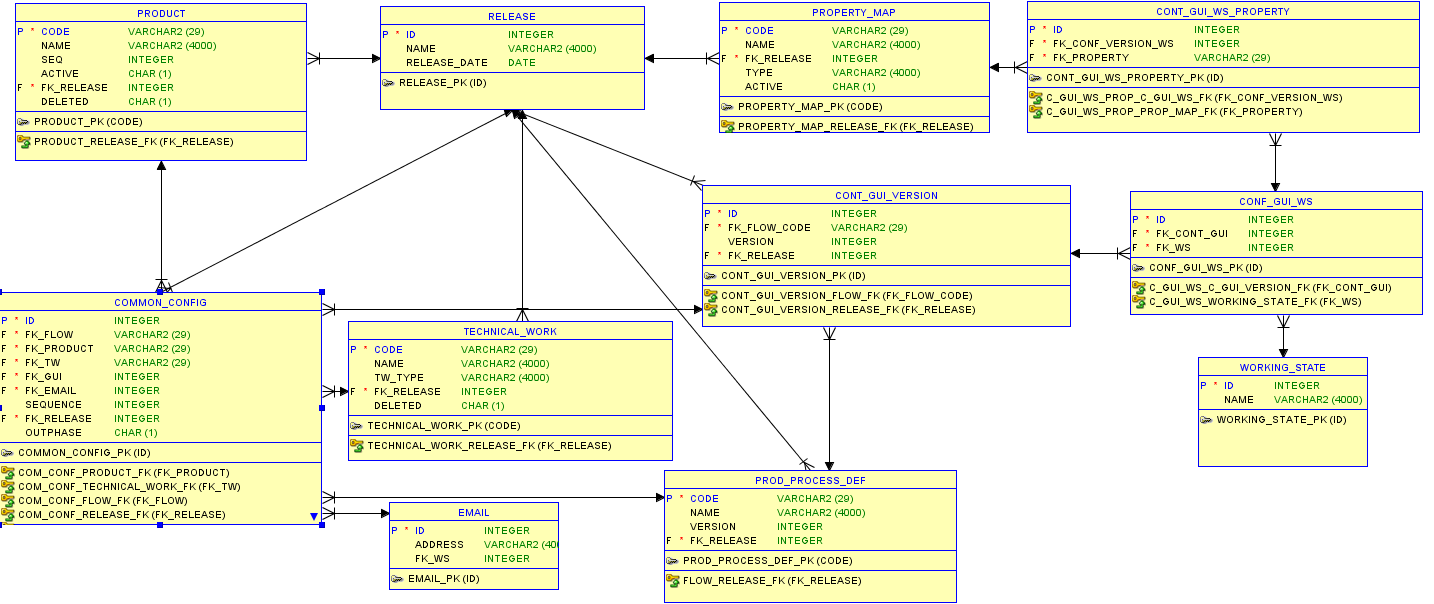 PRODUCT
P * CODE VARCHAR2 (29)
NAME VARCHAR2 (4000)
SEQ INTEGER
ACTIVE CHAR (1)
F * FK_RELEASE INTEGER
DELETED CHAR (1)
PRODUCT_PK (CODE)
PRODUCT_RELEASE_FK (FK_RELEASE)
RELEASE
P * ID INTEGER
NAME VARCHAR2 (4000)
RELEASE_DATE DATE
RELEASE_PK (ID)
PROPERTY_MAP
P * CODE VARCHAR2 (29)
NAME VARCHAR2 (4000)
F * FK_RELEASE INTEGER
TYPE VARCHAR2 (4000)
ACTIVE CHAR (1)
PROPERTY_MAP_PK (CODE)
PROPERTY_MAP_RELEASE_FK (FK_RELEASE)
CONT_GUI_WS_PROPERTY
P * ID INTEGER
F * FK_CONF_VERSION_WS INTEGER
F * FK_PROPERTY VARCHAR2 (29)
CONT_GUI_WS_PROPERTY_PK (ID)
C_GUI_WS_PROP_C_GUI_WS_FK (FK_CONF_VERSION_WS)
C_GUI_WS_PROP_PROP_MAP_FK (FK_PROPERTY)
CONT_GUI_VERSION
P * ID INTEGER
F * FK_FLOW_CODE VARCHAR2 (29)
VERSION INTEGER
F * FK_RELEASE INTEGER
CONT_GUI_VERSION_PK (ID)
CONT_GUI_VERSION_FLOW_FK (FK_FLOW_CODE)
CONT_GUI_VERSION_RELEASE_FK (FK_RELEASE)
CONF_GUI_WS
P * ID INTEGER
F * FK_CONT_GUI INTEGER
F * FK_WS INTEGER
CONF_GUI_WS_PK (ID)
C_GUI_WS_C_GUI_VERSION_FK (FK_CONT_GUI)
C_GUI_WS_WORKING_STATE_FK (FK_WS)
COMMON_CONFIG
P * ID INTEGER
F * FK_FLOW VARCHAR2 (29)
F * FK_PRODUCT VARCHAR2 (29)
F * FK_TW VARCHAR2 (29)
F * FK_GUI INTEGER
F * FK_EMAIL INTEGER
SEQUENCE INTEGER
F * FK_RELEASE INTEGER
OUTPHASE CHAR (1)
COMMON_CONFIG_PK (ID)
COM_CONF_PRODUCT_FK (FK_PRODUCT)
COM_CONF_TECHNICAL_WORK_FK (FK_TW)
COM_CONF_FLOW_FK (FK_FLOW)
COM_CONF_RELEASE_FK (FK_RELEASE)
TECHNICAL_WORK
P * CODE VARCHAR2 (29)
NAME VARCHAR2 (4000)
TW_TYPE VARCHAR2 (4000)
F * FK_RELEASE INTEGER
DELETED CHAR (1)
TECHNICAL_WORK_PK (CODE)
TECHNICAL_WORK_RELEASE_FK (FK_RELEASE)
WORKING_STATE
P * ID INTEGER
NAME VARCHAR2 (4000)
WORKING_STATE_PK (ID)
PROD_PROCESS_DEF
P * CODE VARCHAR2 (29)
NAME VARCHAR2 (4000)
VERSION INTEGER
F * FK_RELEASE INTEGER
PROD_PROCESS_DEF_PK (CODE)
FLOW_RELEASE_FK (FK_RELEASE)
EMAIL
P * ID INTEGER
ADDRESS VARCHAR2 (40
FK_WS INTEGER
EMAIL_PK (ID)